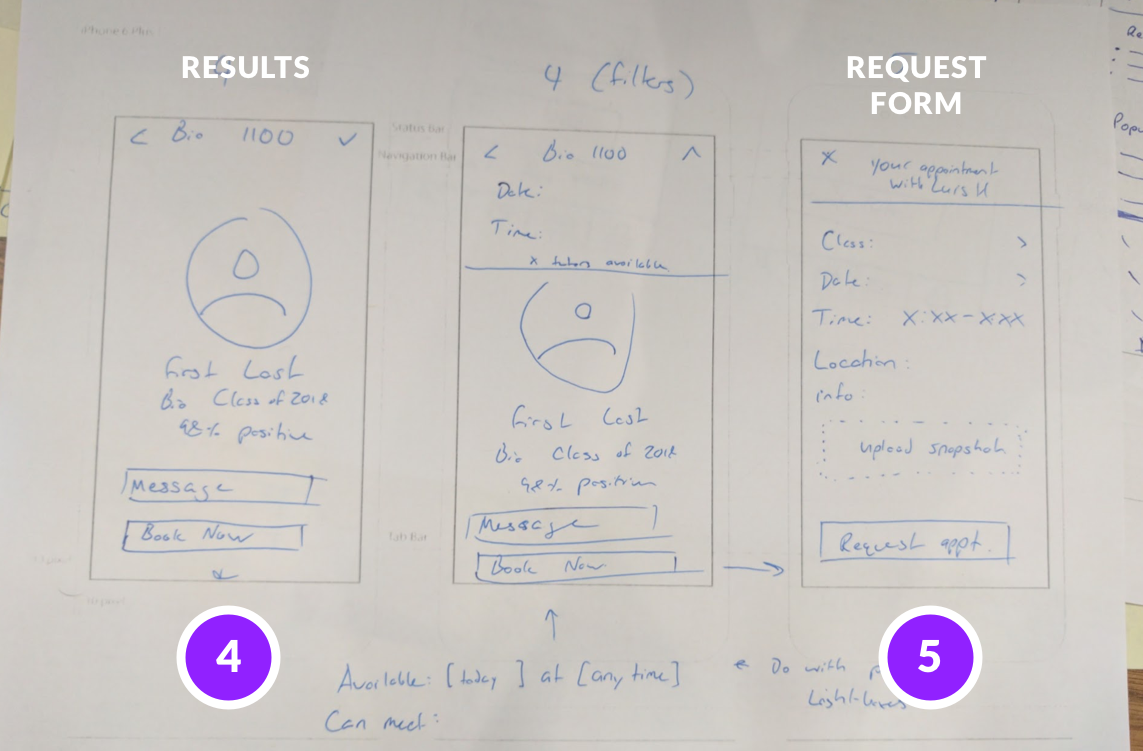 iPhone 6 Plus
RESULTS
4 (filters)
REQUEST
FORM
< Bio 1100
Status Bar
Navigation Bar
First Last
Bio Class of 2018
98% positive
Message
Book Now
Tab Bar
< Bio 1100
Date:
Time:
x tutors available
First Last
Bio Class of 2018
98% positive
Message
Book Now
X Your appointment
with Luis H
Class: >
Date: >
Time: X:XX-X:XX
Location:
info:
upload snapshot
Request appt.
4
5
Available: [today ] at [any time]
Can meet:
Do with